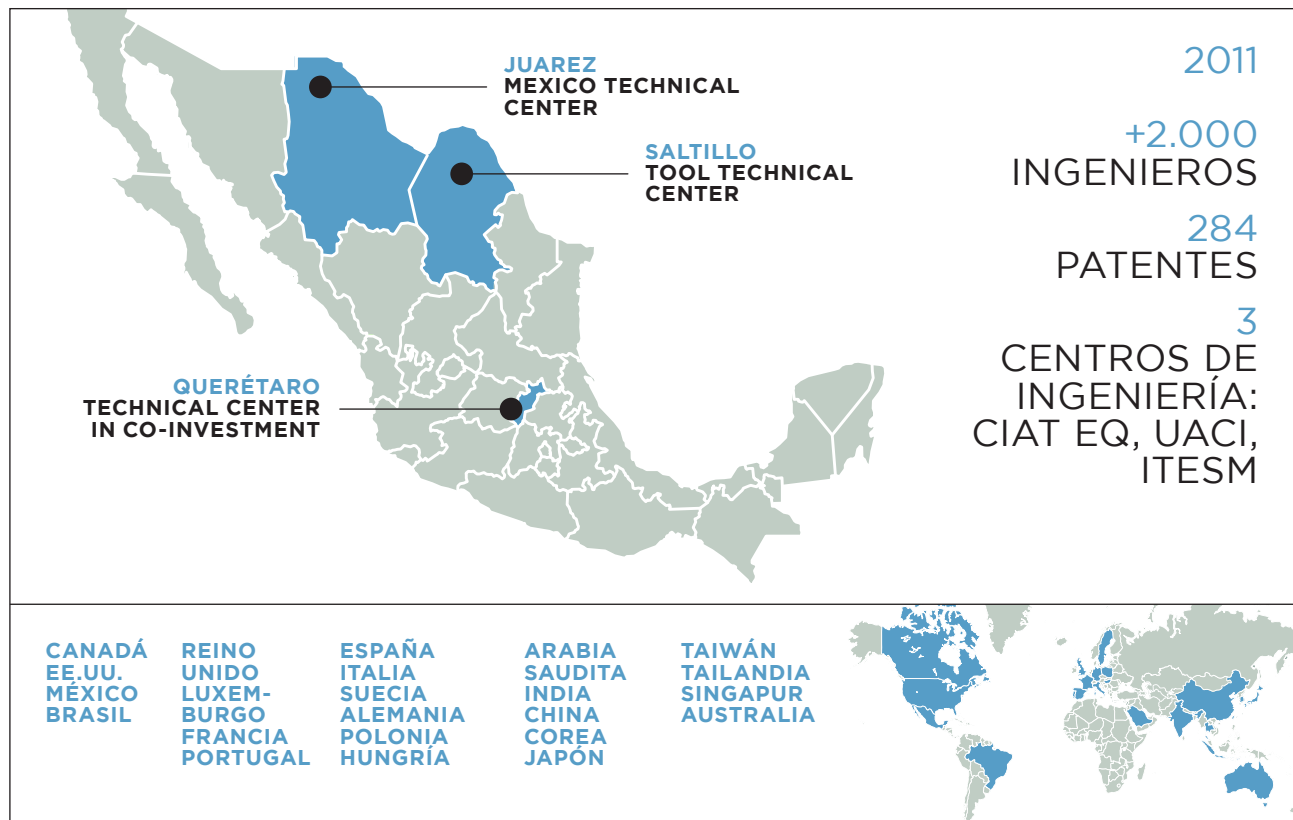 JUAREZ
MEXICO TECHNICAL
CENTER
SALTILLO
TOOL TECHNICAL
CENTER
QUERÉTARO
TECHNICAL CENTER
IN CO-INVESTMENT
2011
+2.000
INGENIEROS
284
PATENTES
3
CENTROS DE
INGENIERÍA:
CIAT EQ, UACI,
ITESM
CANADÁ
EE.UU.
MÉXICO
BRASIL
REINO
UNIDO
LUXEM-
BURGO
FRANCIA
PORTUGAL
ESPAÑA
ITALIA
SUECIA
ALEMANIA
POLONIA
HUNGRÍA
ARABIA
SAUDITA
INDIA
CHINA
COREA
JAPÓN
TAIWÁN
TAILANDIA
SINGAPUR
AUSTRALIA